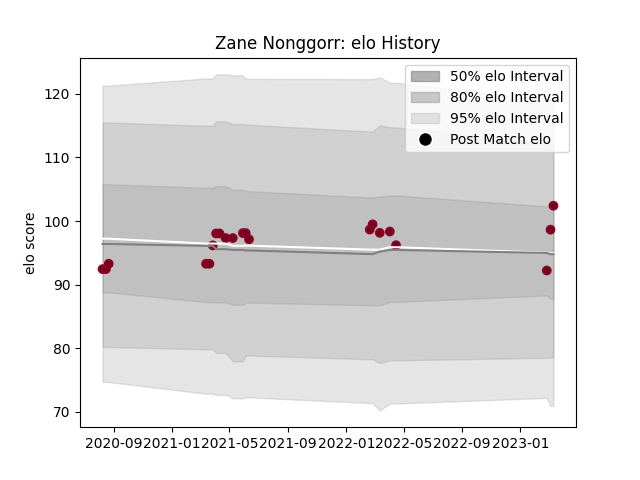 Zane Nonggorr: elo History
50% elo Interval
80% elo Interval
95% elo Interval
Post Match elo
elo score
120
110
100
90
80
70
2020-09 2021-01 2021-05 2021-09 2022-01 2022-05 2022-09 2023-01